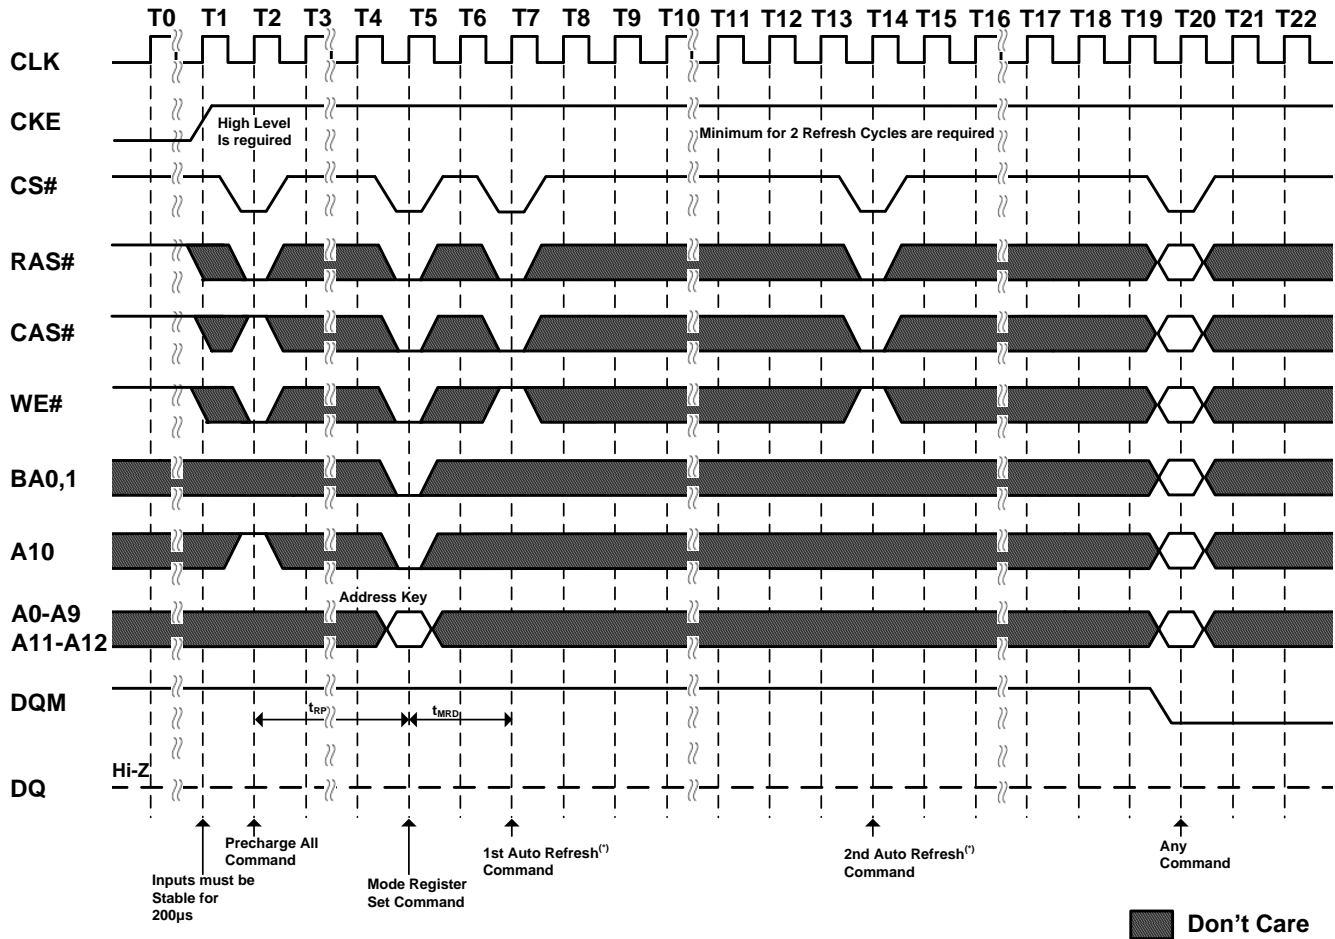 T0 T1 T2 T3 T4 T5 T6 T7 T8 T9 T10 T11 T12 T13 T14 T15 T16 T17 T18 T19 T20 T21 T22
CLK
CKE
High Level
Is reguired
Minimum for 2 Refresh Cycles are required
CS#
RAS#
CAS#
WE#
BA0,1
A10
Address Key
A0-A9
A11-A12
DQM
tRP
tMRD
Hi-Z
DQ
Precharge All
Command
Inputs must be
Stable for
200µs
Mode Register
Set Command
1st Auto Refresh(*)
Command
2nd Auto Refresh(*)
Command
Any
Command
Don't Care